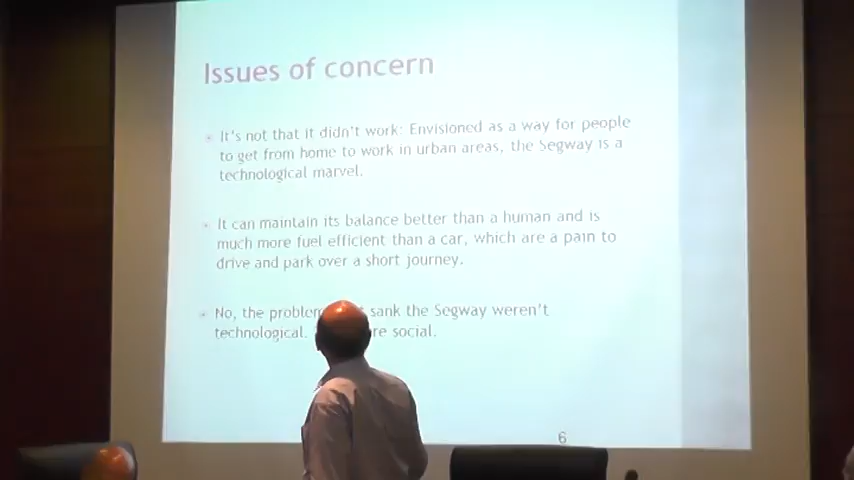 Issues of concern
It's not that it didn't work: Envisioned as a way for people
to get from home to work in urban areas, the Segway is a
technological marvel.
It can maintain its balance better than a human and is
much more fuel efficient than a car, which are a pain to
drive and park over a short journey.
No, the problem sank the Segway weren't
technological. re social.
6